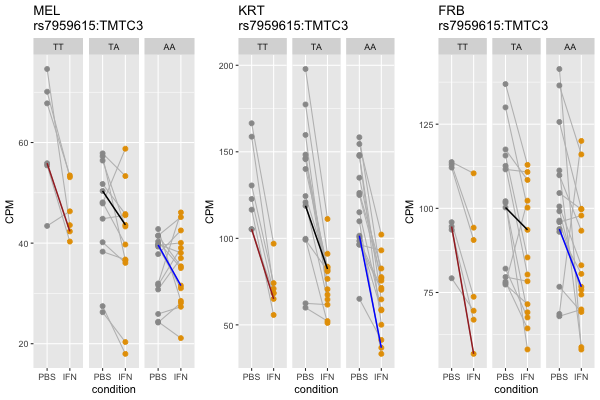 MEL
rs7959615:TMTC3
TT TA AA
CPM
60
40
20
PBS IFN PBS IFN PBS IFN
condition
KRT
rs7959615:TMTC3
TT TA AA
CPM
200
150
100
50
PBS IFN PBS IFN PBS IFN
condition
FRB
rs7959615:TMTC3
TT TA AA
CPM
125
100
75
PBS IFN PBS IFN PBS IFN
condition